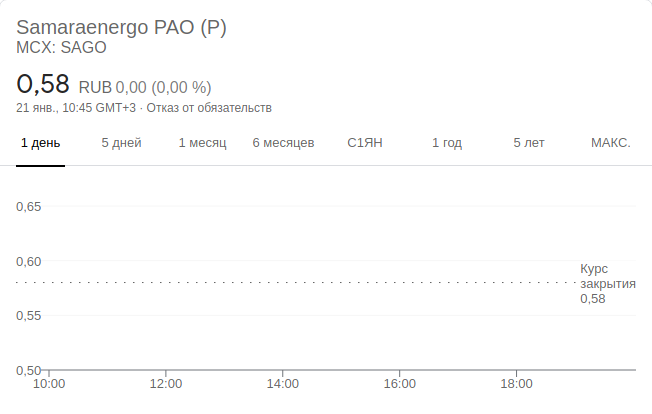 Samaraenergo PAO (P)
MCX: SAGO
0,58 RUB 0,00 (0,00 %)
21 янв., 10:45 GMT+3 · Отказ от обязательств
1 день 5 дней 1 месяц 6 месяцев С1ЯН 1 год 5 лет МАКС.
0,65
0,60
Курс
закрытия
0,58
0,55
0,50
10:00 12:00 14:00 16:00 18:00